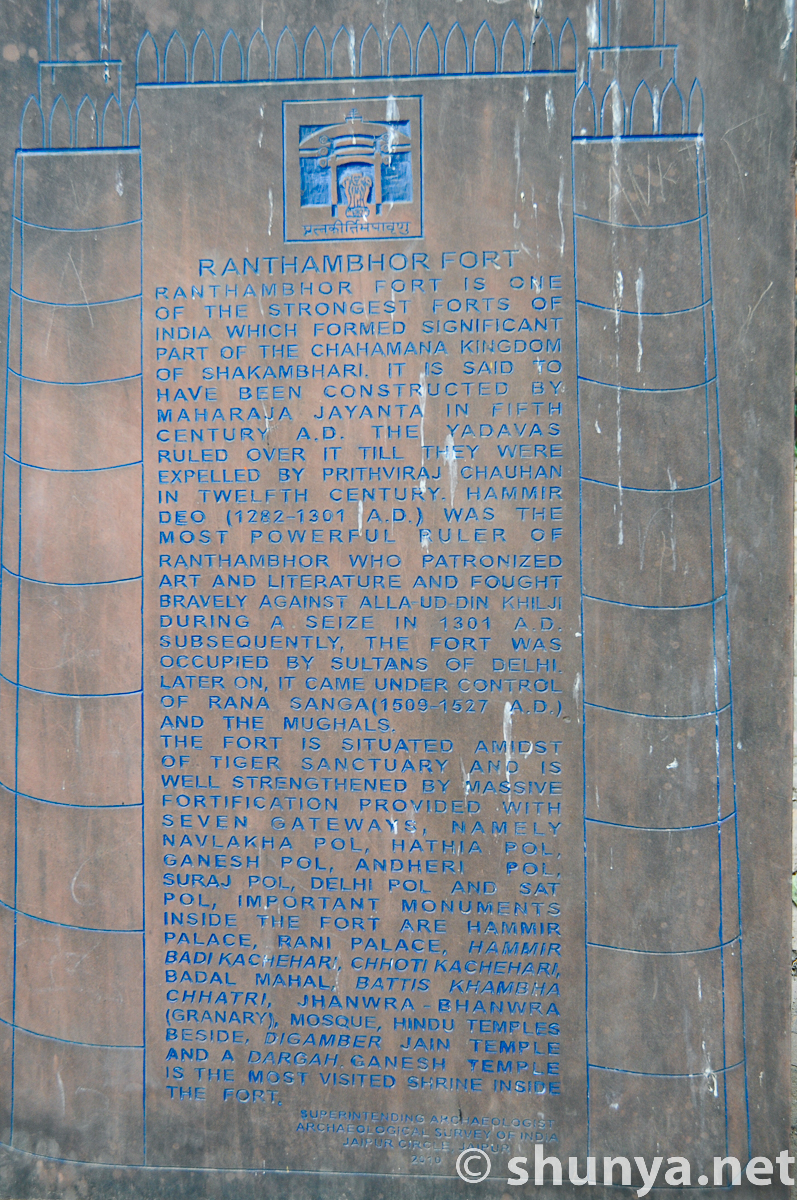 प्रत्नकीर्तिमपावृणु
RANTHAMBHOR FORT
RANTHAMBHOR FORT IS ONE
OF THE STRONGEST FORTS OF
INDIA WHICH FORMED SIGNIFICANT
PART OF THE CHAHAMANA KINGDOM
OF SHAKAMBHARI. IT IS SAID TO
HAVE BEEN CONSTRUCTED BY
MAHARAJA JAYANTA IN FIFTH
CENTURY A.D. THE YADAVAS
RULED OVER IT TILL THEY WERE
EXPELLED BY PRITHVIRAJ CHAUHAN
IN TWELFTH CENTURY. HAMMIR
DEO (1282-1301 A.D.) WAS THE
MOST POWERFUL RULER OF
RANTHAMBHOR WHO PATRONIZED
ART AND LITERATURE AND FOUGHT
BRAVELY AGAINST ALLA-UD-DIN KHILJI
DURING A SEIZE IN 1301 A.D.
SUBSEQUENTLY, THE FORT WAS
OCCUPIED BY SULTANS OF DELHI.
LATER ON, IT CAME UNDER CONTROL
OF RANA SANGA(1509-1527 A.D.)
AND THE MUGHALS.
THE FORT IS SITUATED AMIDST
OF TIGER SANCTUARY AND IS
WELL STRENGTHENED BY MASSIVE
FORTIFICATION PROVIDED WITH
SEVEN GATEWAYS, NAMELY
NAVLAKHA POL, HATHIA POL,
GANESH POL, ANDHERI POL,
SURAJ POL, DELHI POL AND SAT
POL, IMPORTANT MONUMENTS
INSIDE THE FORT ARE HAMMIR
PALACE, RANI PALACE, HAMMIR
BADI KACHEHARI, CHHOTI KACHEHARI,
BADAL MAHAL, BATTIS KHAMBHA
CHHATRI, JHANWRA-BHANWRA
(GRANARY), MOSQUE, HINDU TEMPLES
BESIDE, DIGAMBER JAIN TEMPLE
AND A DARGAH. GANESH TEMPLE
IS THE MOST VISITED SHRINE INSIDE
THE FORT.
SUPERINTENDING ARCHAEOLOGIST
ARCHAEOLOGICAL SURVEY OF INDIA
JAIPUR CIRCLE, JAIPUR
© shunya.net